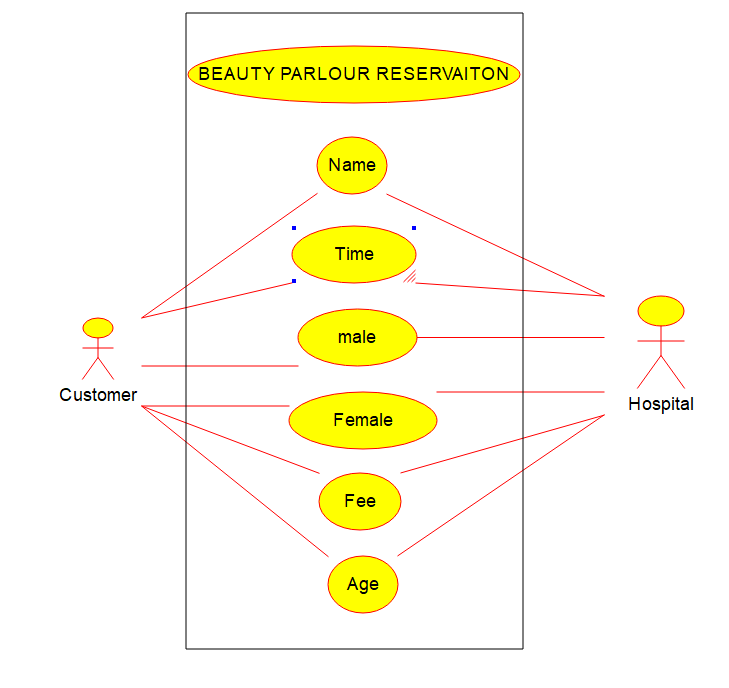 BEAUTY PARLOUR RESERVAITON
Name
Time
male
Customer
Hospital
Female
Fee
Age